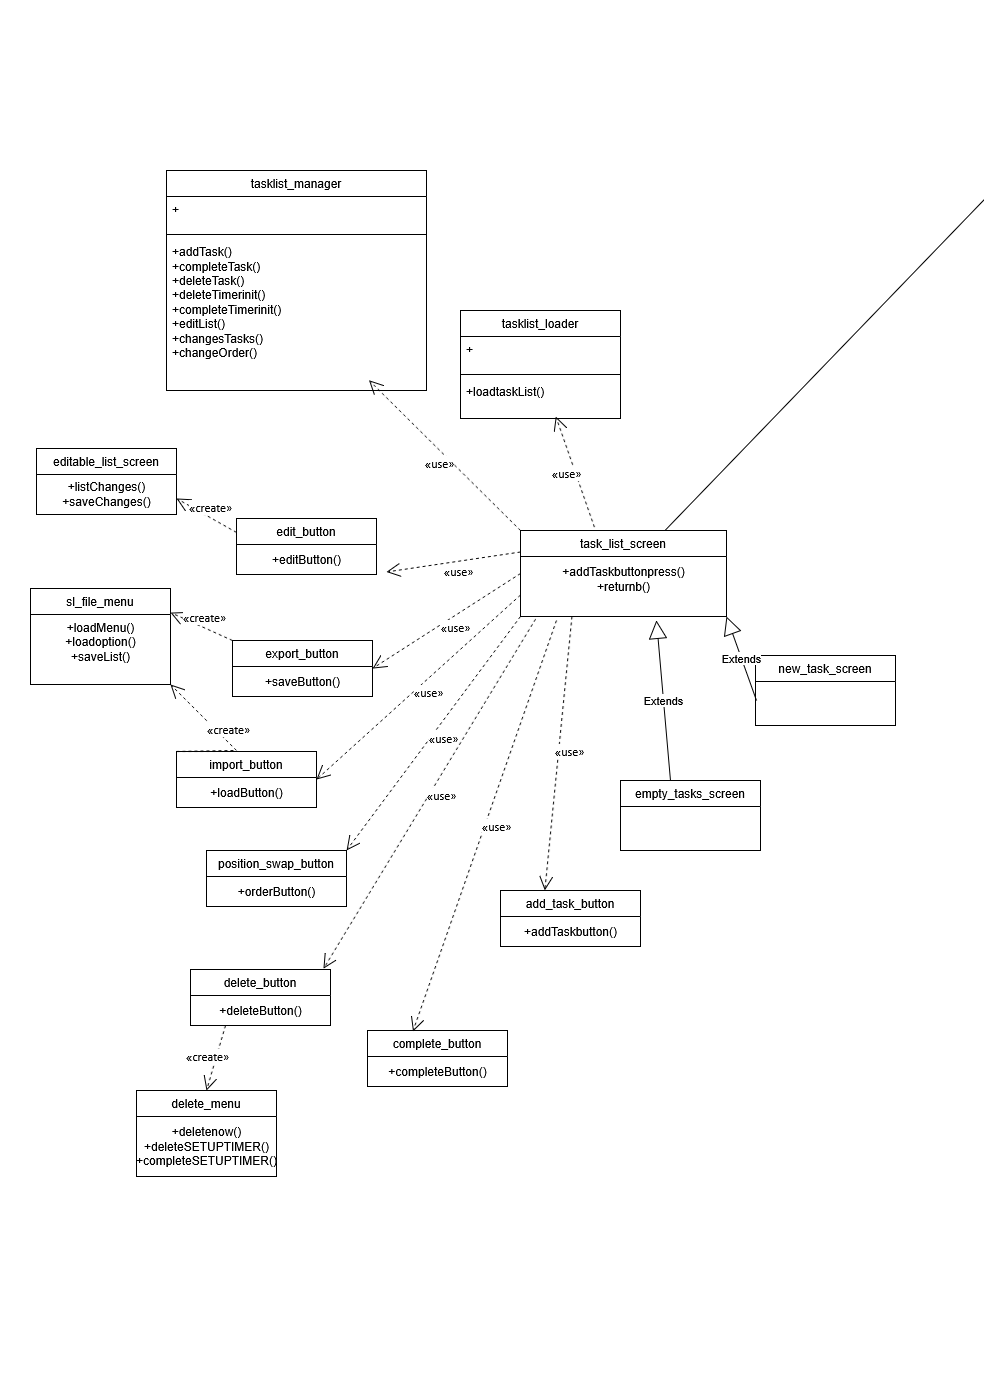 tasklist_manager
+
+addTask()
+completeTask()
+deleteTask()
+deleteTimerinit()
+completeTimerinit()
+editList()
+changesTasks()
+changeOrder()
tasklist_loader
+
+loadtaskList()
«use»
«use»
editable_list_screen
+listChanges()
+saveChanges()
«create»
edit_button
+editButton()
«use»
task_list_screen
+addTaskbuttonpress()
+returnb()
sl_file_menu
+loadMenu()
+loadoption()
+saveList()
«create»
export_button
+saveButton()
«use»
Extends
new_task_screen
«use»
Extends
«create»
«use»
«use»
import_button
+loadButton()
«use»
empty_tasks_screen
«use»
position_swap_button
+orderButton()
add_task_button
+addTaskbutton()
delete_button
+deleteButton()
complete_button
+completeButton()
«create»
delete_menu
+deletenow()
+deleteSETUPTIMER()
+completeSETUPTIMER()